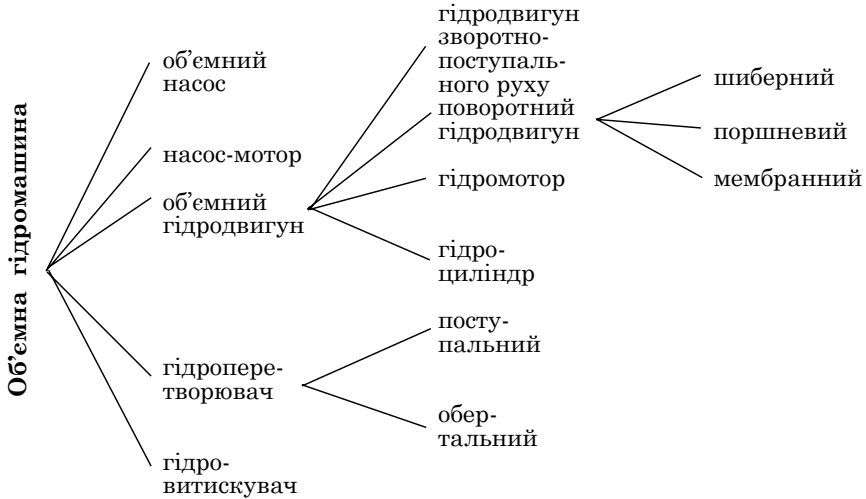 Об’ємна гідромашина
об’ємний
насос
насос-мотор
об’ємний
гідродвигун
гідропере-
творювач
гідро-
витискувач
гідродвигун
зворотно-
поступаль-
ного руху
поворотний
гідродвигун
гідромотор
гідро-
циліндр
посту-
пальний
обер-
тальний
шиберний
поршневий
мембранний